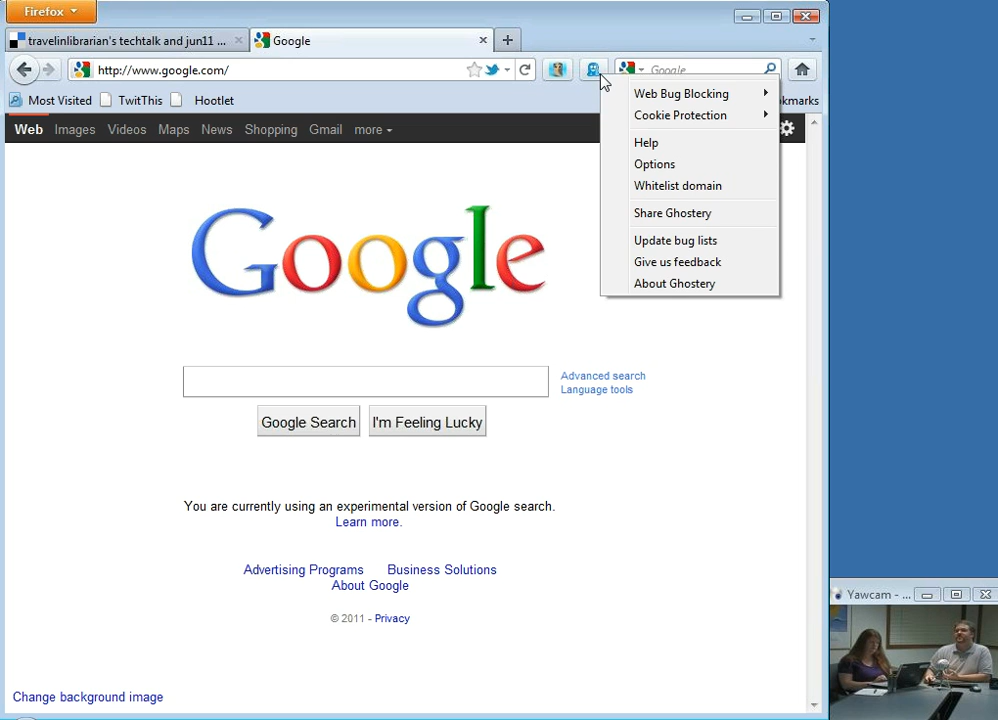 Firefox
travelinlibrarian's techtalk and jun11 ...
Google
http://www.google.com/
Google
Most Visited
TwitThis
Hootlet
kmarks
Web
Images
Videos
Maps
News
Shopping
Gmail
more
Web Bug Blocking
Cookie Protection
Help
Options
Whitelist domain
Share Ghostery
Update bug lists
Give us feedback
About Ghostery
Google
Advanced search
Language tools
Google Search
I'm Feeling Lucky
You are currently using an experimental version of Google search.
Learn more.
Advertising Programs
Business Solutions
About Google
© 2011 - Privacy
Change background image
Yawcam - ...